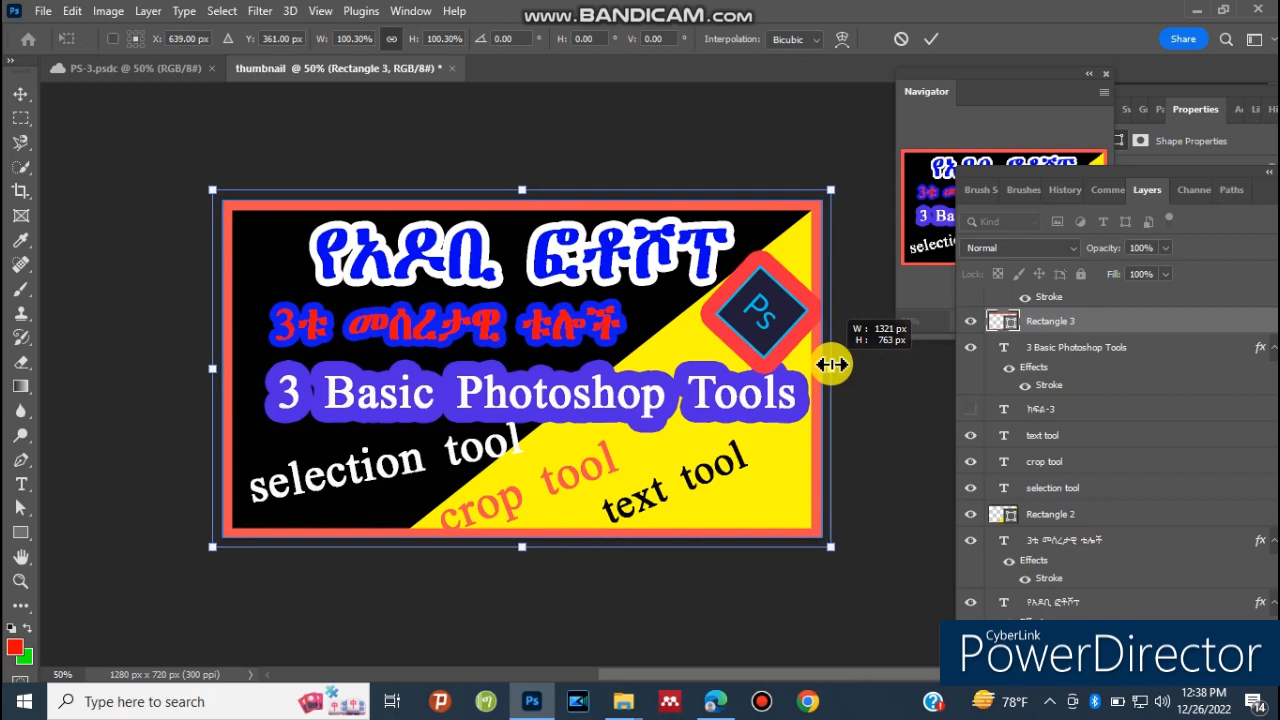 www.BANDICAM.com
Ps File Edit Image Layer Type Select Filter 3D View Plugins Window Help
X: 639.00 px Y: 361.00 px W: 100.30% H: 100.30% 0.00 ° H: 0.00 ° V: 0.00 ° Interpolation: Bicubic Share
PS-3.psdc @ 50% (RGB/8#) × thumbnail @ 50% (Rectangle 3, RGB/8#) * ×
Navigator
Properties
Shape Properties
Brush S Brushes History Comme Layers Channe Paths
Kind
Normal Opacity: 100%
Lock: Fill: 100%
Stroke
Rectangle 3
3 Basic Photoshop Tools fx
Effects
Stroke
ክፍል-3
text tool
crop tool
selection tool
Rectangle 2
3ቱ መሰረታዊ ቱሎች fx
Effects
Stroke
የአዶቢ ፎቶሾፕ fx
የአዶቢ ፎቶሾፕ
3ቱ መሰረታዊ ቱሎች
Ps
3 Basic Photoshop Tools
selection tool
crop tool
text tool
W: 1321 px
H: 763 px
50% 1280 px x 720 px (300 ppi)
CyberLink
PowerDirector
Type here to search
78°F
12:38 PM
12/26/2022
14